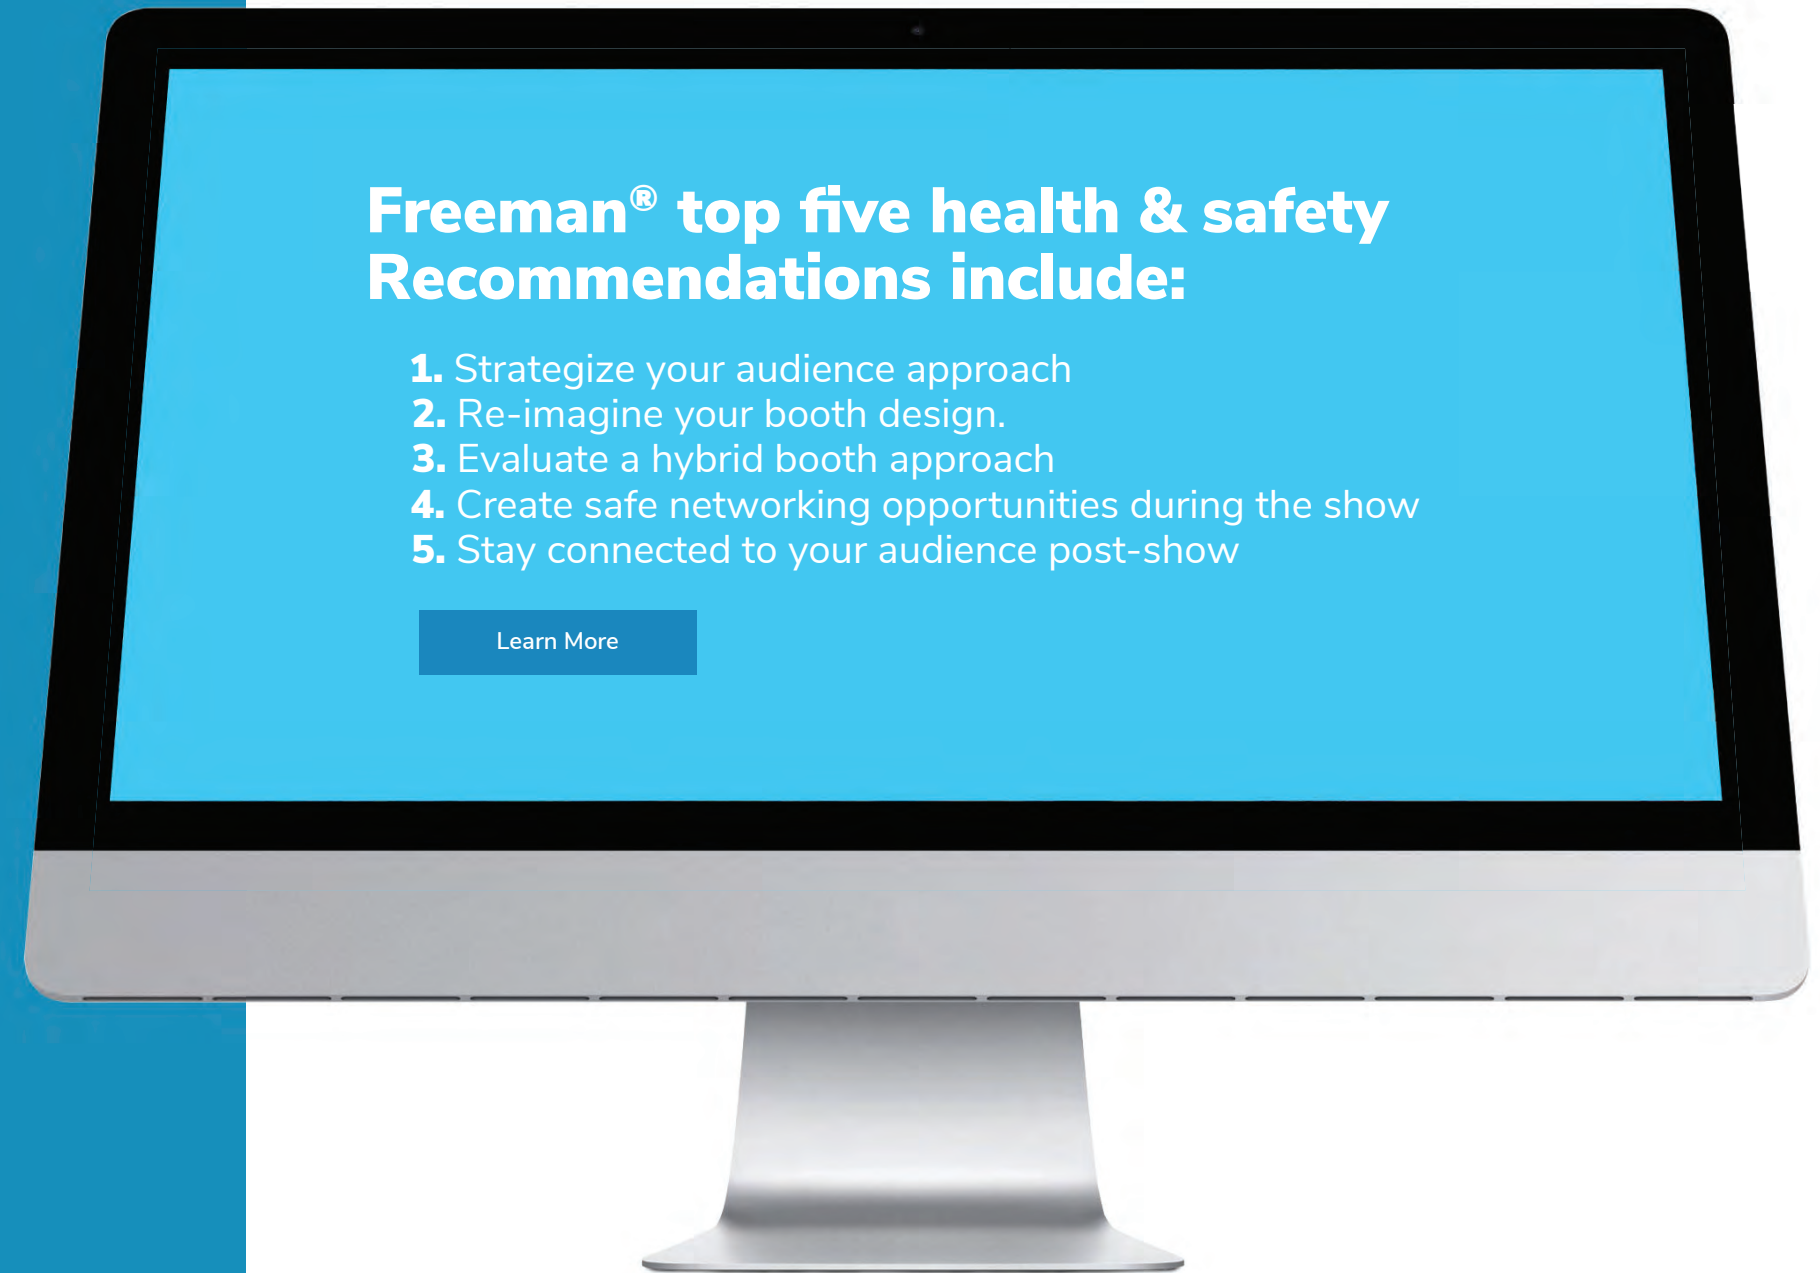 Freeman® top five health & safety
Recommendations include:
1. Strategize your audience approach
2. Re-imagine your booth design.
3. Evaluate a hybrid booth approach
4. Create safe networking opportunities during the show
5. Stay connected to your audience post-show
Learn More